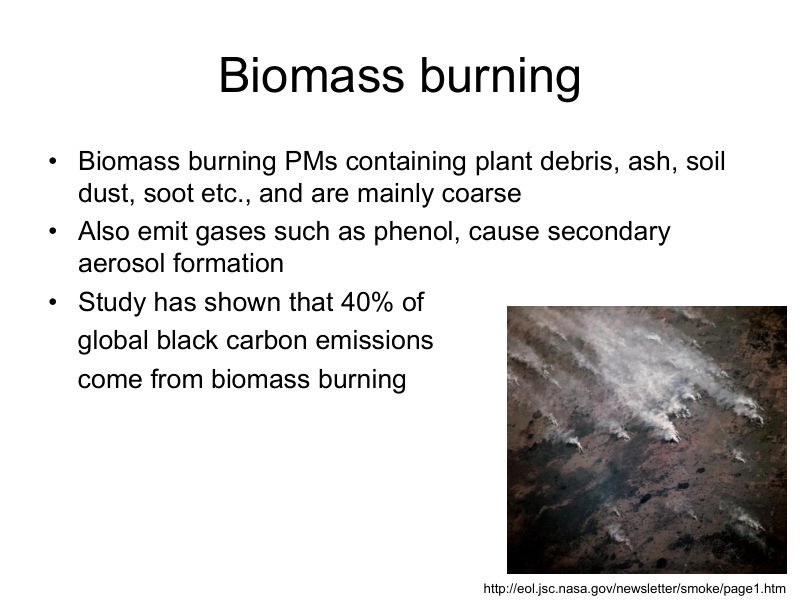 Biomass burning
• Biomass burning PMs containing plant debris, ash, soil
dust, soot etc., and are mainly coarse
• Also emit gases such as phenol, cause secondary
aerosol formation
• Study has shown that 40% of
global black carbon emissions
come from biomass burning
http://eol.jsc.nasa.gov/newsletter/smoke/page1.htm